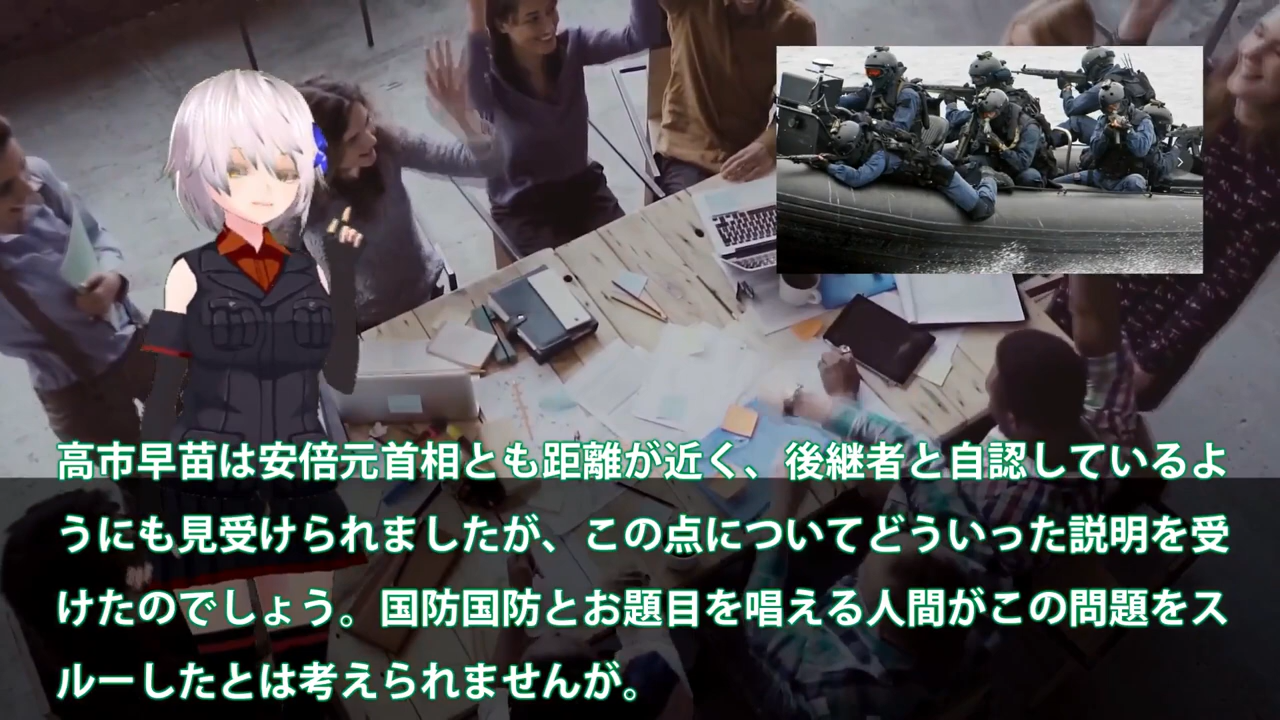 高市早苗は安倍元首相とも距離が近く、後継者と自認しているよ
うにも見受けられましたが、この点についてどういった説明を受
けたのでしょう。国防国防とお題目を唱える人間がこの問題をス
ルーしたとは考えられませんが。